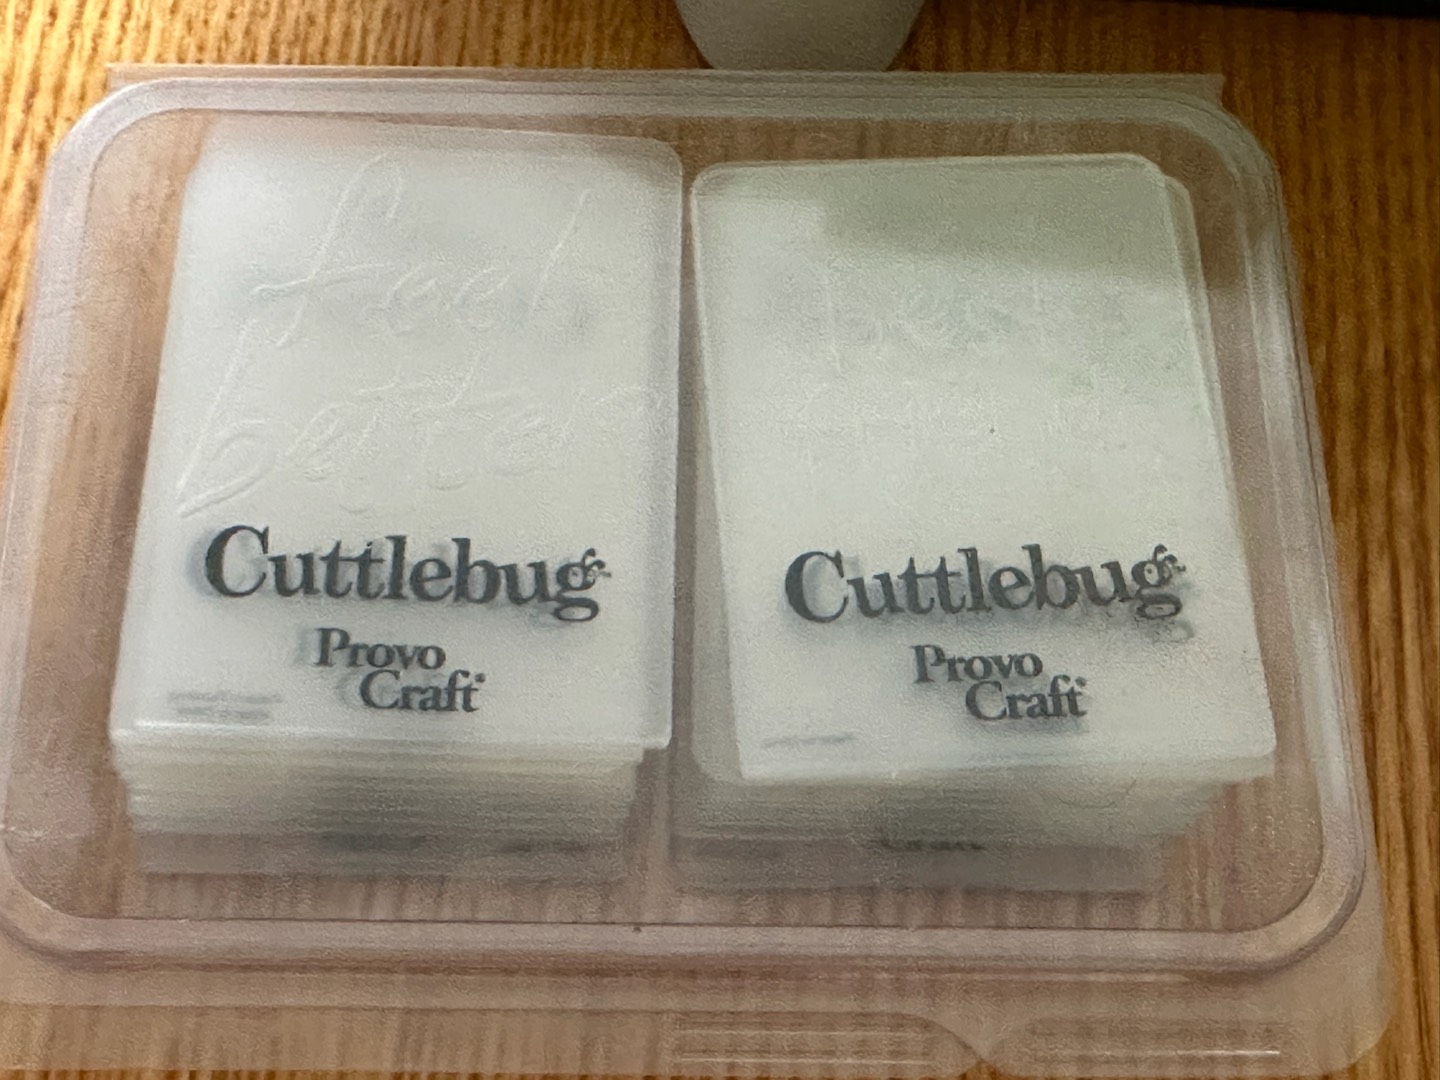 feel
better
Cuttlebug
Provo
Craft
Cuttlebug
Provo
Craft